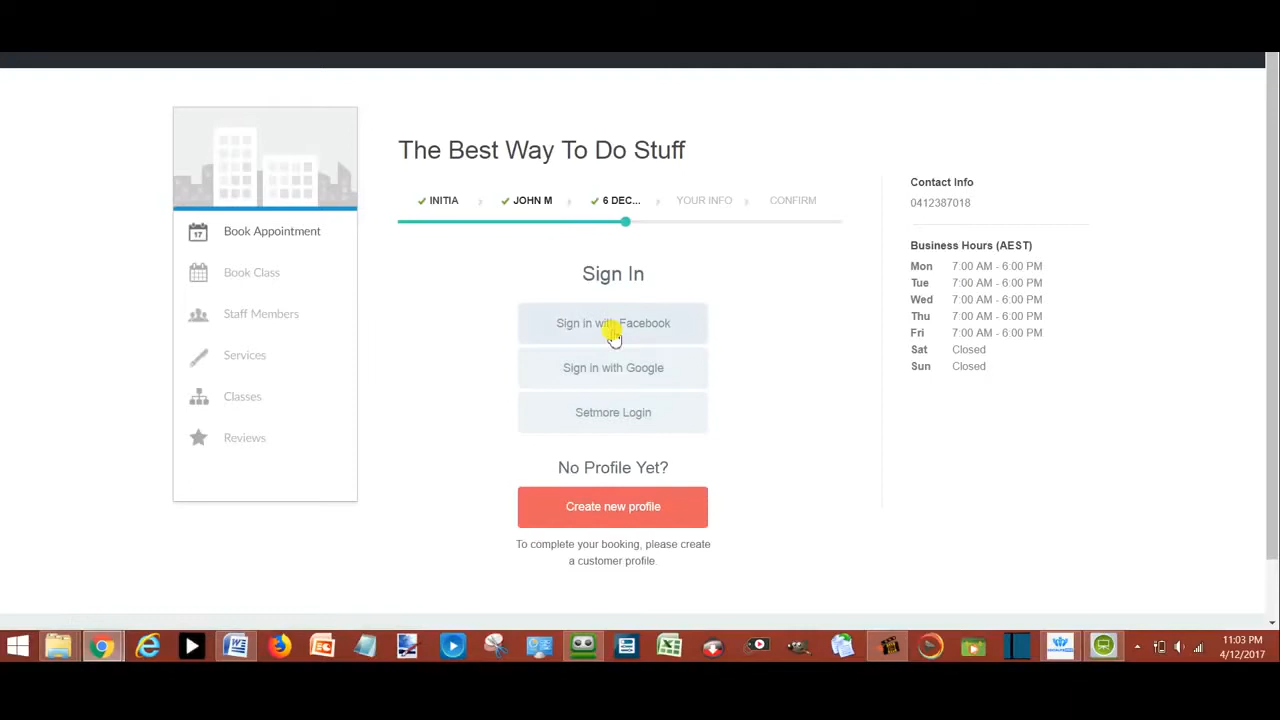 The Best Way To Do Stuff
INITIA
JOHN M
6 DEC...
YOUR INFO
CONFIRM
17
Book Appointment
Book Class
Staff Members
Services
Classes
Reviews
Sign In
Sign in with Facebook
Sign in with Google
Setmore Login
No Profile Yet?
Create new profile
To complete your booking, please create
a customer profile.
Contact Info
0412387018
Business Hours (AEST)
Mon 7:00 AM - 6:00 PM
Tue 7:00 AM - 6:00 PM
Wed 7:00 AM - 6:00 PM
Thu 7:00 AM - 6:00 PM
Fri 7:00 AM - 6:00 PM
Sat Closed
Sun Closed
11:03 PM
4/12/2017